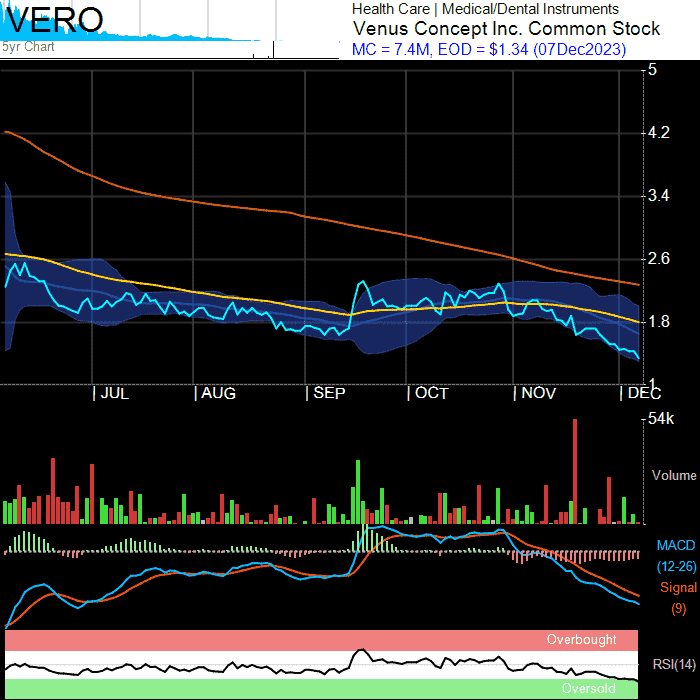 VERO
5yr Chart
Health Care | Medical/Dental Instruments
Venus Concept Inc. Common Stock
MC = 7.4M, EOD = $1.34 (07Dec2023)
5
4.2
3.4
2.6
1.8
1
| JUL | AUG | SEP | OCT | NOV | DEC
54k
Volume
MACD
(12-26)
Signal
(9)
Overbought
RSI(14)
Oversold